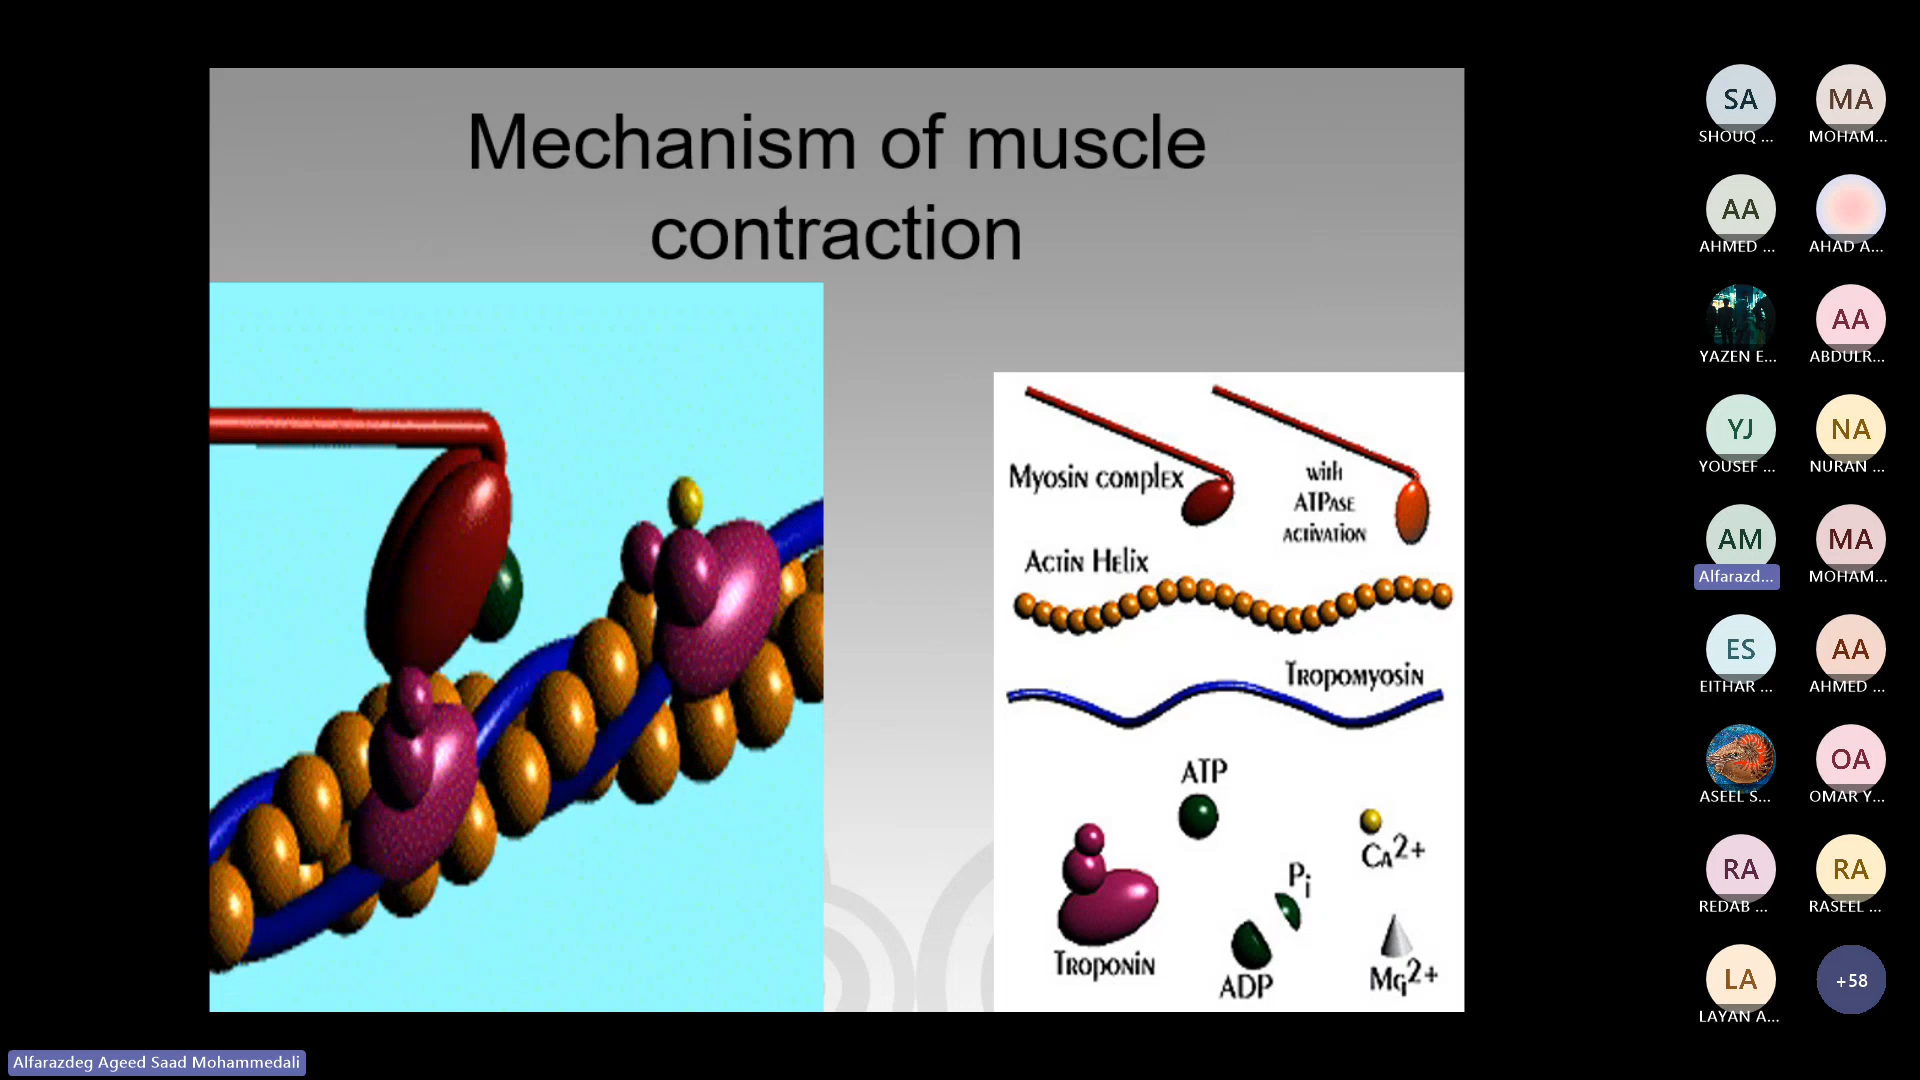 Mechanism of muscle
contraction
Myosin complex
with
ATPase
activation
Actin Helix
Tropomyosin
ATP
Ca2+
Pi
Troponin
ADP
Mg2+
SA
SHOUQ ...
MA
MOHAM...
AA
AHMED ...
AHAD A...
YAZEN E...
AA
ABDULR...
YJ
YOUSEF ...
NA
NURAN ...
AM
Alfarazd...
MA
MOHAM...
ES
EITHAR ...
AA
AHMED ...
ASEEL S...
OA
OMAR Y...
RA
REDAB ...
RA
RASEEL ...
LA
LAYAN A...
+58
Alfarazdeg Ageed Saad Mohammedali